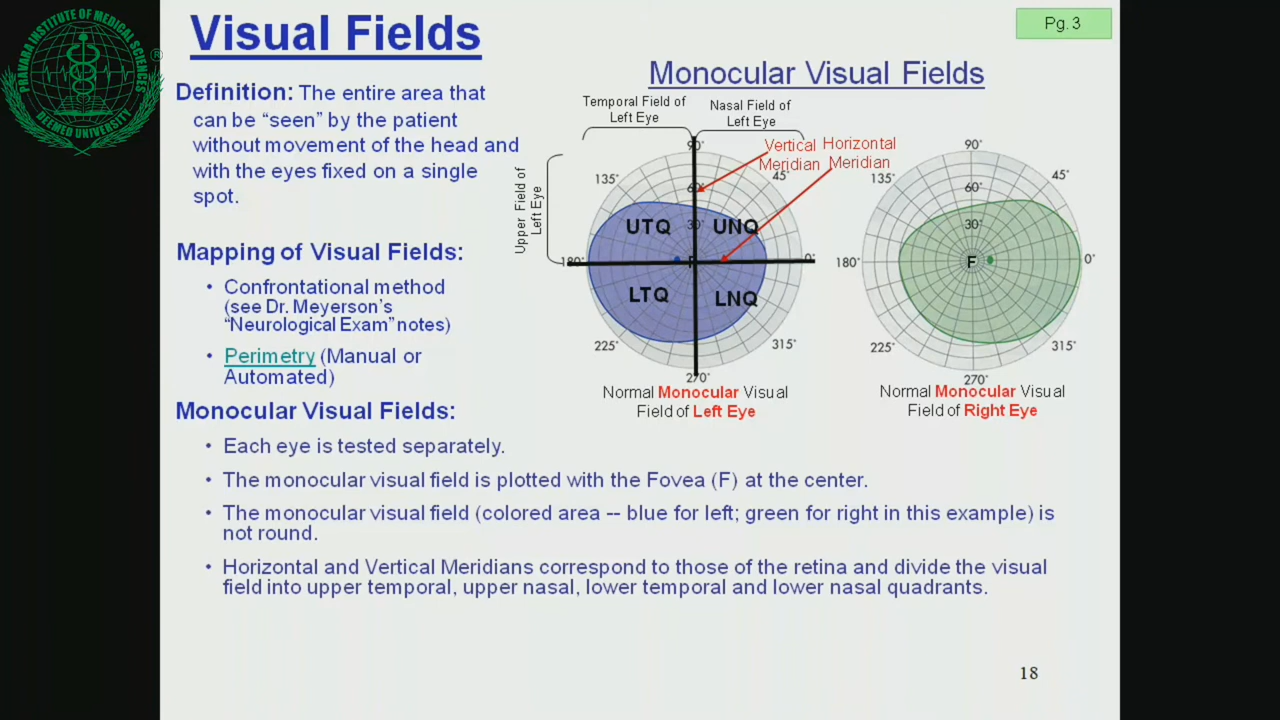 PRAVARA INSTITUTE OF MEDICAL SCIENCES
DEEMED UNIVERSITY
®
Visual Fields
Pg. 3
Definition: The entire area that
can be “seen” by the patient
without movement of the head and
with the eyes fixed on a single
spot.
Mapping of Visual Fields:
• Confrontational method
(see Dr. Meyerson’s
“Neurological Exam” notes)
• Perimetry (Manual or
Automated)
Monocular Visual Fields
Temporal Field of
Left Eye
Nasal Field of
Left Eye
Upper Field of
Left Eye
Vertical
Meridian
Horizontal
Meridian
90˚
135˚
60˚
45˚
30˚
UTQ
UNQ
180˚
F
0˚
LTQ
LNQ
225˚
315˚
270˚
Normal Monocular Visual
Field of Left Eye
90˚
135˚
60˚
45˚
30˚
180˚
F
0˚
225˚
315˚
270˚
Normal Monocular Visual
Field of Right Eye
Monocular Visual Fields:
• Each eye is tested separately.
• The monocular visual field is plotted with the Fovea (F) at the center.
• The monocular visual field (colored area -- blue for left; green for right in this example) is
not round.
• Horizontal and Vertical Meridians correspond to those of the retina and divide the visual
field into upper temporal, upper nasal, lower temporal and lower nasal quadrants.
18